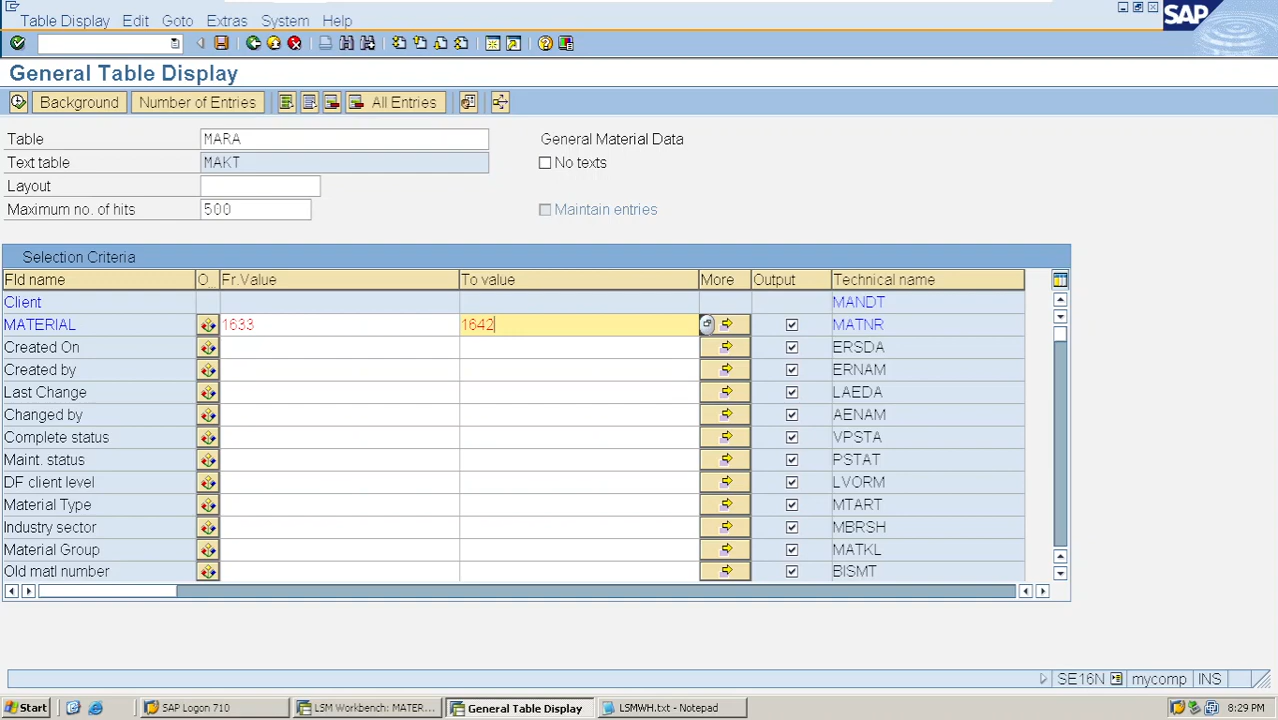 Table Display Edit Goto Extras System Help
SAP
General Table Display
Background Number of Entries All Entries
Table MARA General Material Data
Text table MAKT No texts
Layout
Maximum no. of hits 500 Maintain entries
Selection Criteria
Fld name O.. Fr.Value To value More Output Technical name
Client MANDT
MATERIAL 1633 1642 MATNR
Created On ERSDA
Created by ERNAM
Last Change LAEDA
Changed by AENAM
Complete status VPSTA
Maint. status PSTAT
DF client level LVORM
Material Type MTART
Industry sector MBRSH
Material Group MATKL
Old matl number BISMT
SE16N mycomp INS
Start SAP Logon 710 LSM Workbench: MATER... General Table Display LSMWH.txt - Notepad 8:29 PM